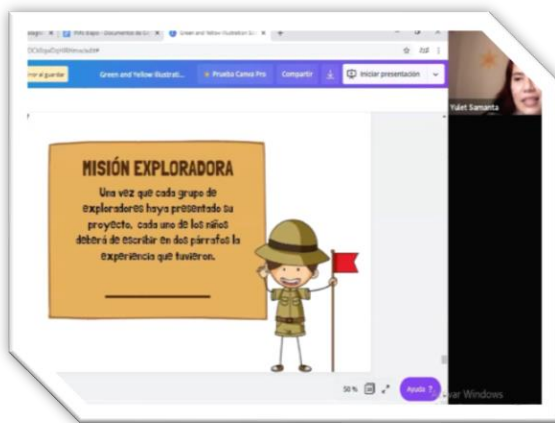 Green and Yellow Illustrati...
Prueba Canva Pro
Compartir
Iniciar presentación
Yulet Samanta
MISIÓN EXPLORADORA
Una vez que cada grupo de
exploradores haya presentado su
proyecto, cada uno de los niños
deberá de escribir en dos párrafos la
experiencia que tuvieron.
50 %
Ayuda ?
Windows